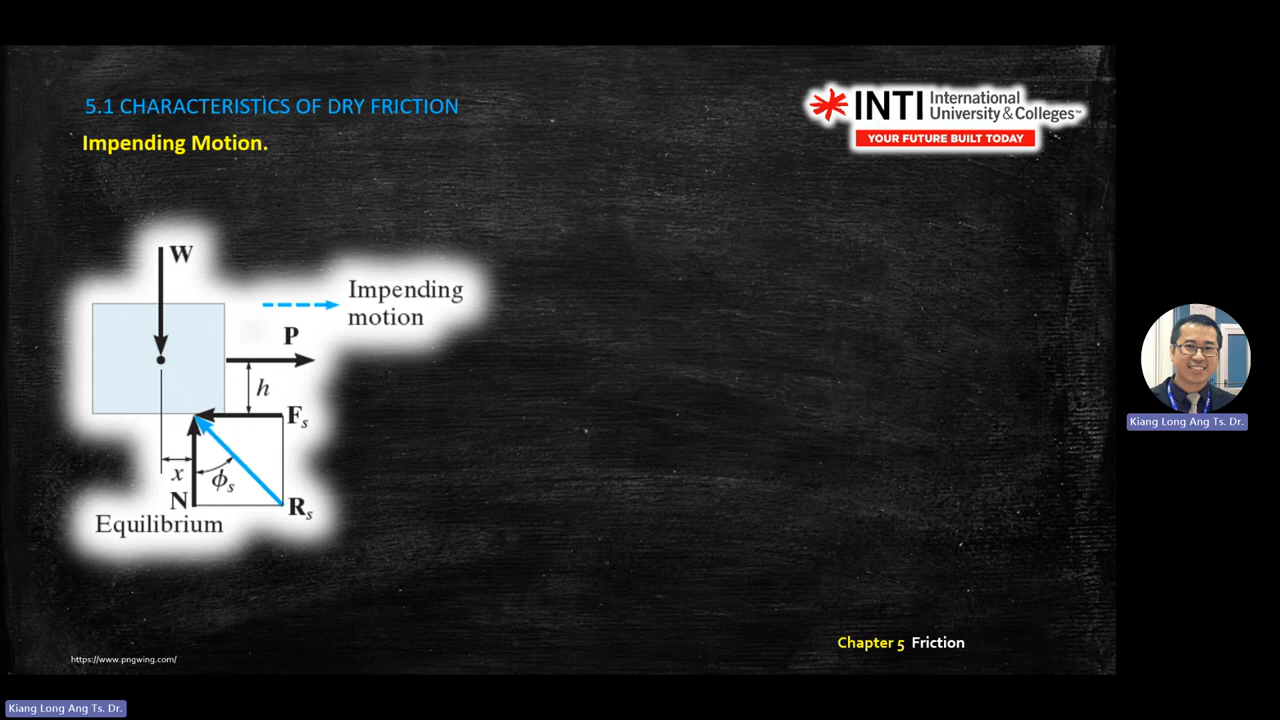 5.1 CHARACTERISTICS OF DRY FRICTION
Impending Motion.
INTI International
University & Colleges™
YOUR FUTURE BUILT TODAY
W
Impending
motion
P
h
Fs
x
ϕs
N
Rs
Equilibrium
Kiang Long Ang Ts. Dr.
Chapter 5 Friction
https://www.pngwing.com/
Kiang Long Ang Ts. Dr.